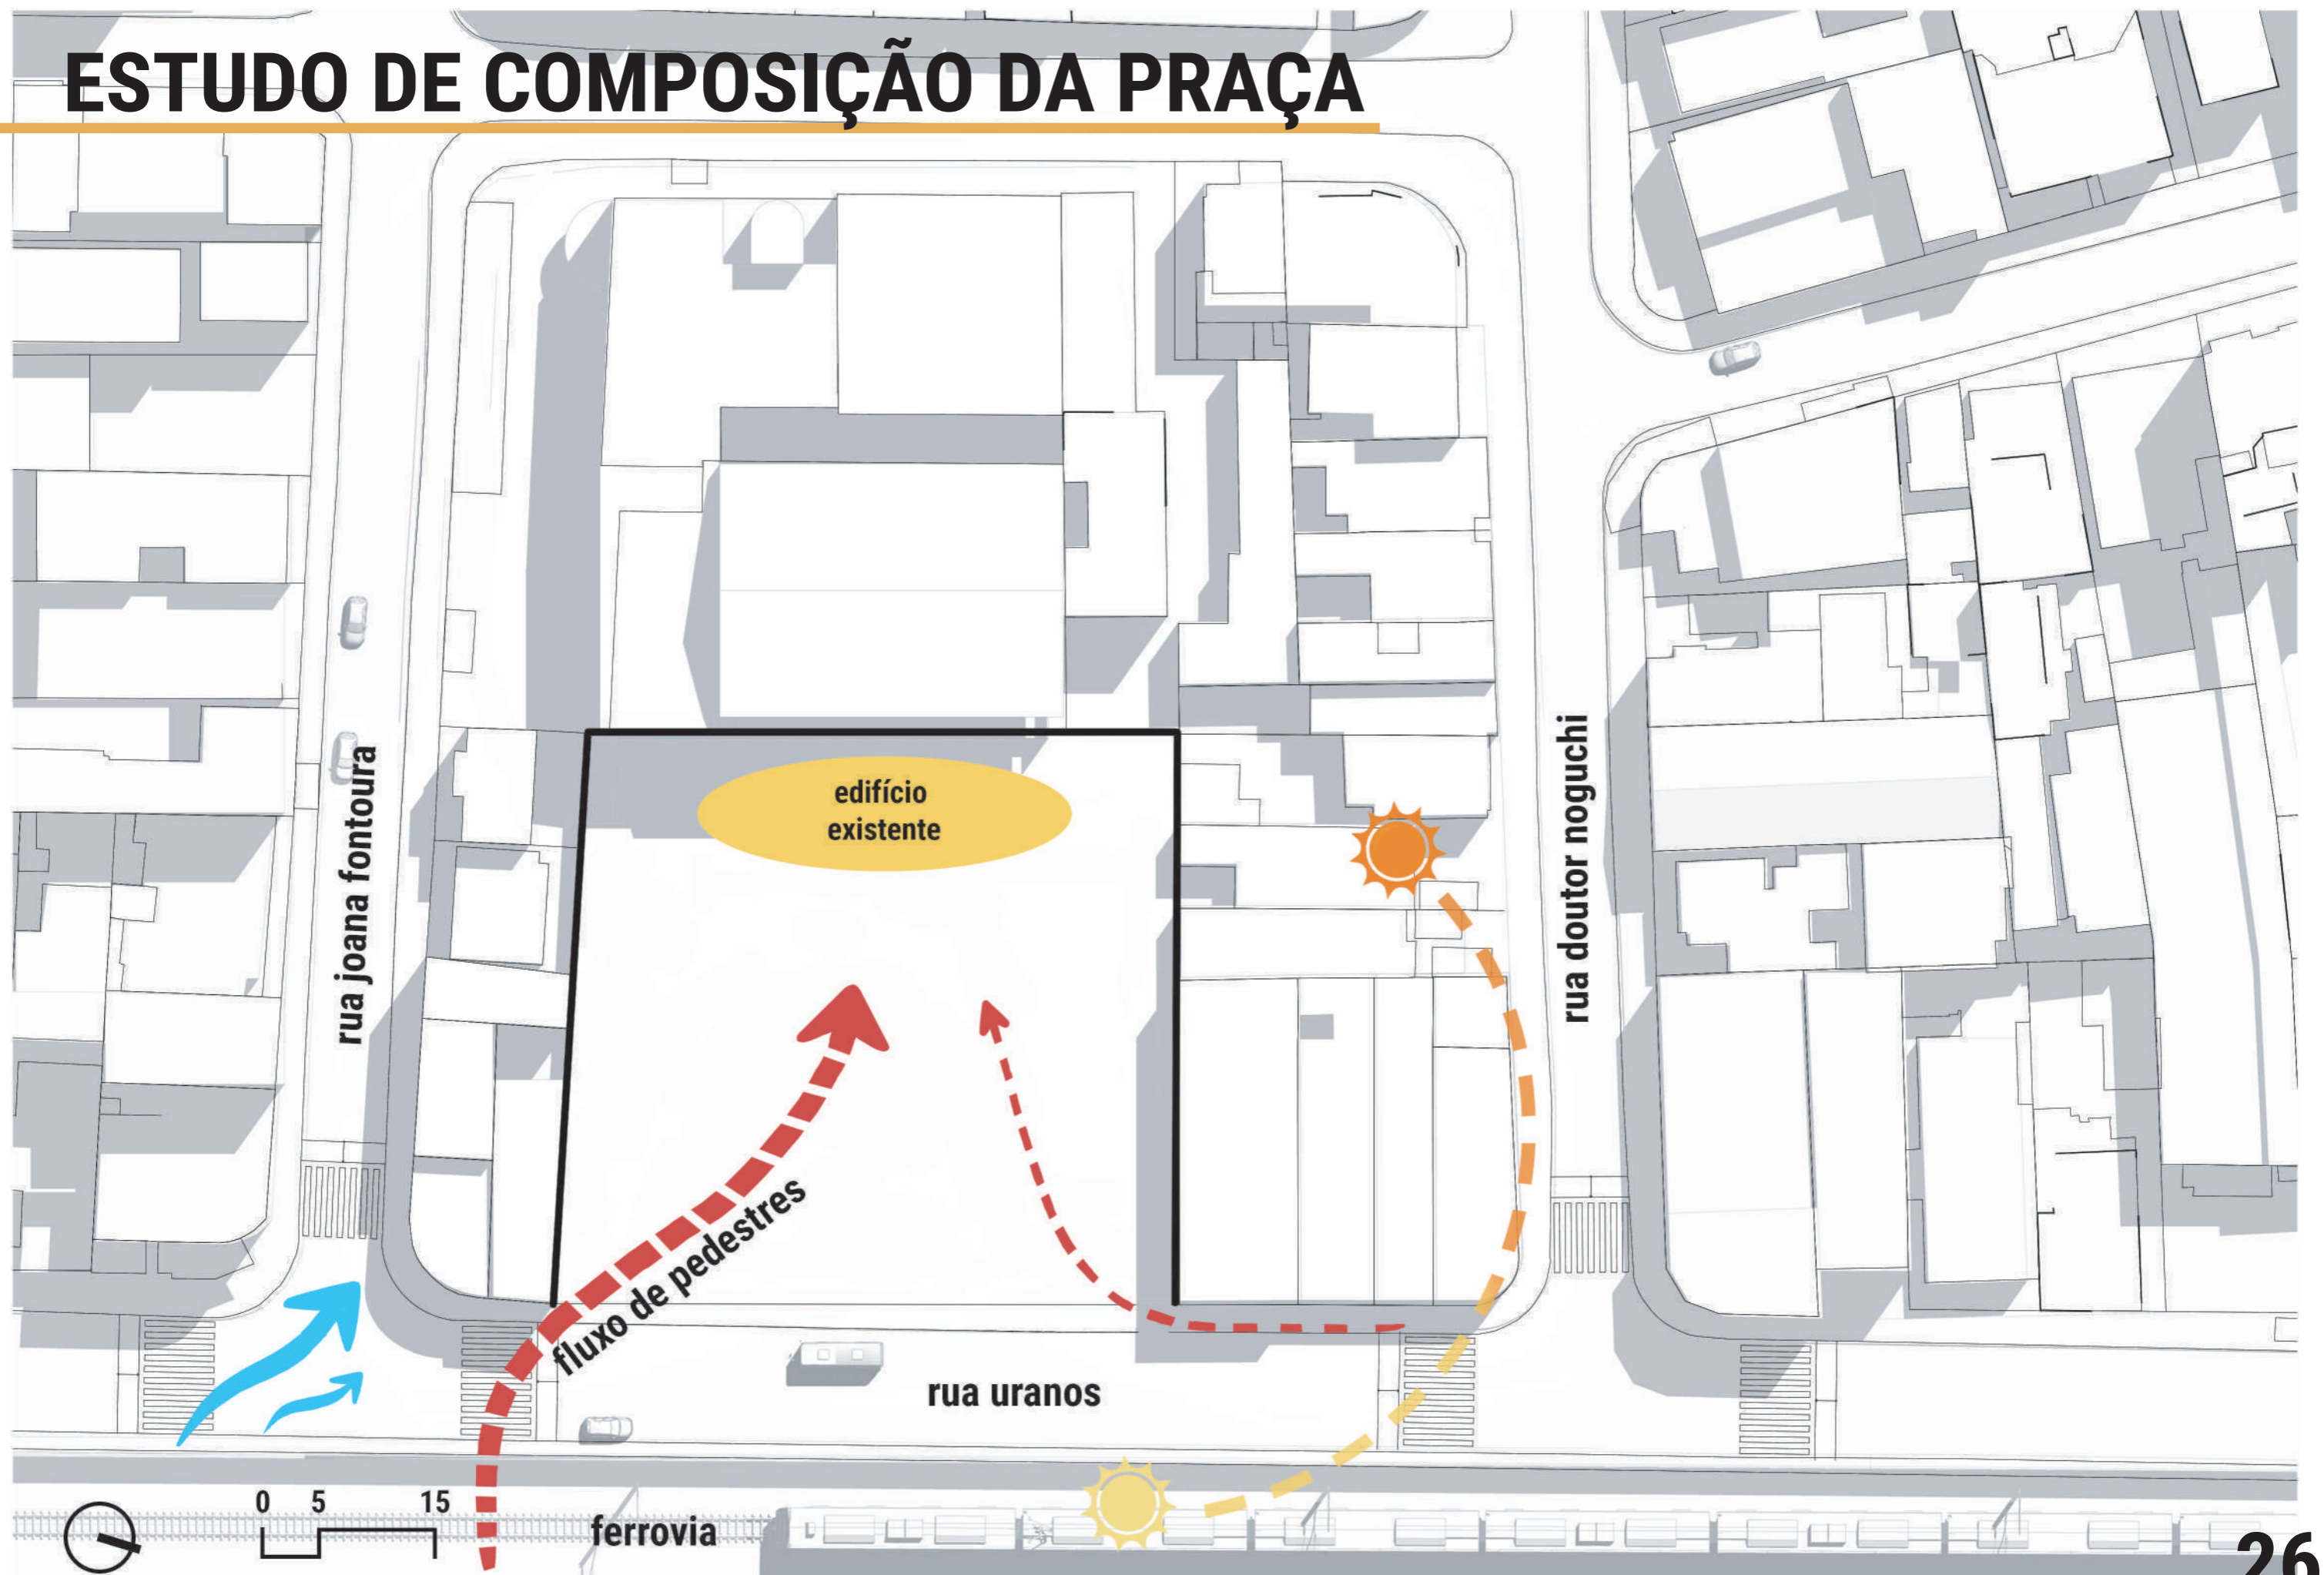 ESTUDO DE COMPOSIÇÃO DA PRAÇA
edifício
existente
rua joana fontoura
rua doutor noguchi
fluxo de pedestres
rua uranos
0 5 15
ferrovia
26